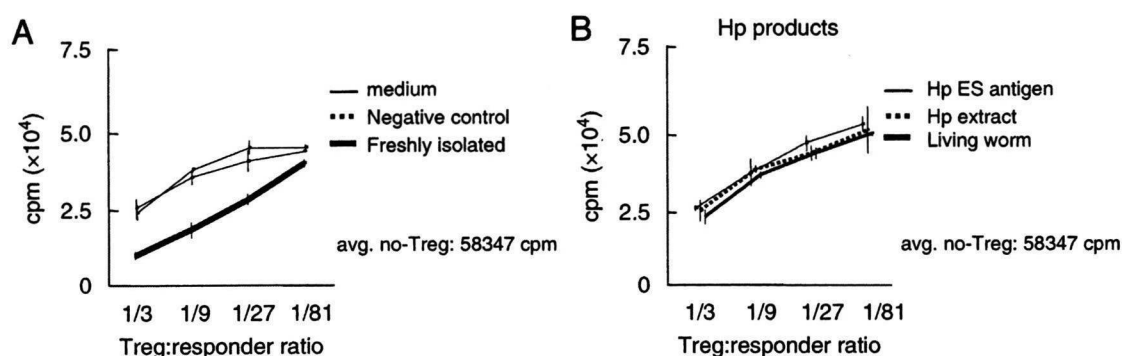 A
7.5
5.0
2.5
0
cpm (×10⁴)
medium
Negative control
Freshly isolated
avg. no-Treg: 58347 cpm
1/3 1/9 1/27 1/81
Treg:responder ratio
B
Hp products
7.5
5.0
2.5
0
cpm (×10⁴)
Hp ES antigen
Hp extract
Living worm
avg. no-Treg: 58347 cpm
1/3 1/9 1/27 1/81
Treg:responder ratio